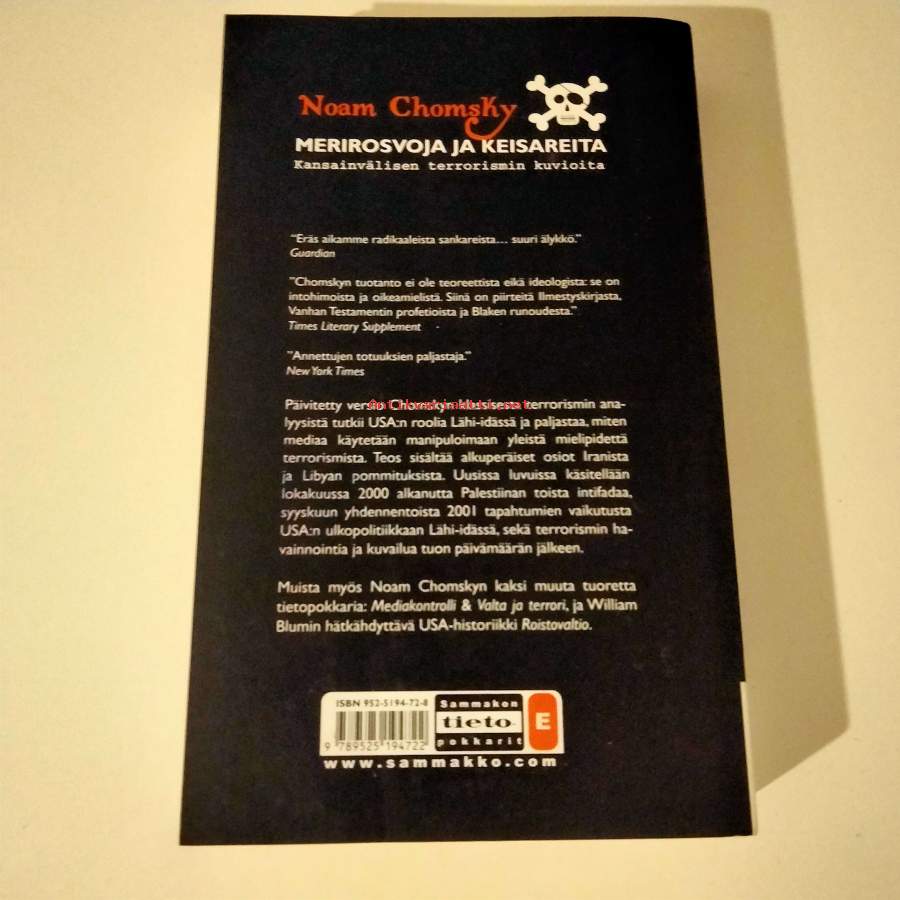 Noam Chomsky
MERIROSVOJA JA KEISAREITA
Kansainvälisen terrorismin kuvioita
"Eräs aikamme radikaaleista sankareista... suuri älykkö."
Guardian
"Chomskyn tuotanto ei ole teoreettista eikä ideologista: se on
intohimoista ja oikeamielistä. Siinä on piirteitä Ilmestyskirjasta,
Vanhan Testamentin profetioista ja Blaken runoudesta."
Times Literary Supplement
"Annettujen totuuksien paljastaja."
New York Times
Päivitetty versio Chomskyn klassisesta terrorismin ana-
lyysistä tutkii USA:n roolia Lähi-idässä ja paljastaa, miten
mediaa käytetään manipuloimaan yleistä mielipidettä
terrorismista. Teos sisältää alkuperäiset osiot Iranista
ja Libyan pommituksista. Uusissa luvuissa käsitellään
lokakuussa 2000 alkanutta Palestiinan toista intifadaa,
syyskuun yhdennentoista 2001 tapahtumien vaikutusta
USA:n ulkopolitiikkaan Lähi-idässä, sekä terrorismin ha-
vainnointia ja kuvailua tuon päivämäärän jälkeen.
Muista myös Noam Chomskyn kaksi muuta tuoretta
tietopokkaria: Mediakontrolli & Valta ja terrori, ja William
Blumin hätkähdyttävä USA-historiikki Roistovaltio.
ISBN 952-5194-72-8
9 789525 194722
Sammakon
tieto-
pokkarit
E
www.sammakko.com